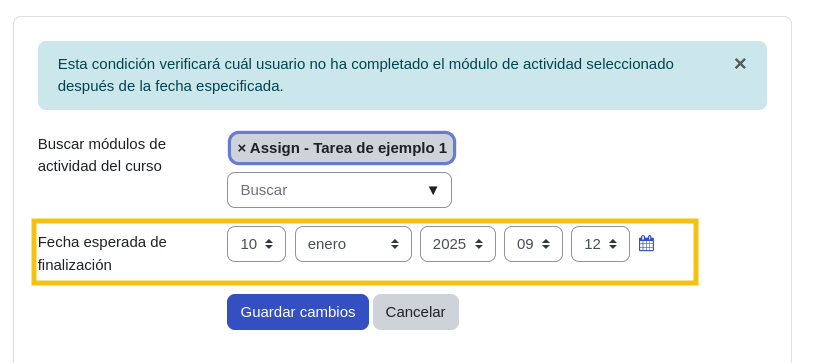 Esta condición verificará cuál usuario no ha completado el módulo de actividad seleccionado ×
después de la fecha especificada.
Buscar módulos de
actividad del curso
× Assign - Tarea de ejemplo 1
Buscar ▼
Fecha esperada de
finalización
10 enero 2025 09 12
Guardar cambios Cancelar